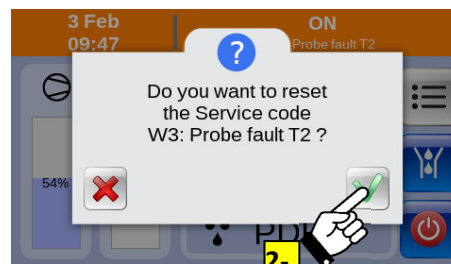 3 Feb
09:47
ON
Probe fault T2
?
Do you want to reset
the Service code
W3: Probe fault T2 ?
54%
2-